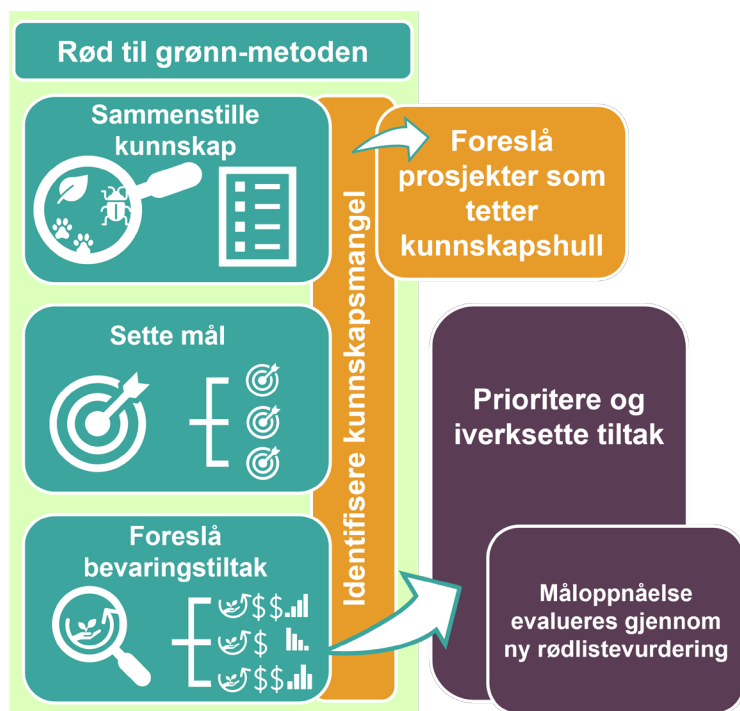 Rød til grønn-metoden
Sammenstille
kunnskap
Identifisere kunnskapsmangel
Foreslå
prosjekter som
tetter
kunnskapshull
Sette mål
Prioritere og
iverksette tiltak
Foreslå
bevaringstiltak
$$
$
$$
Måloppnåelse
evalueres gjennom
ny rødlistevurdering